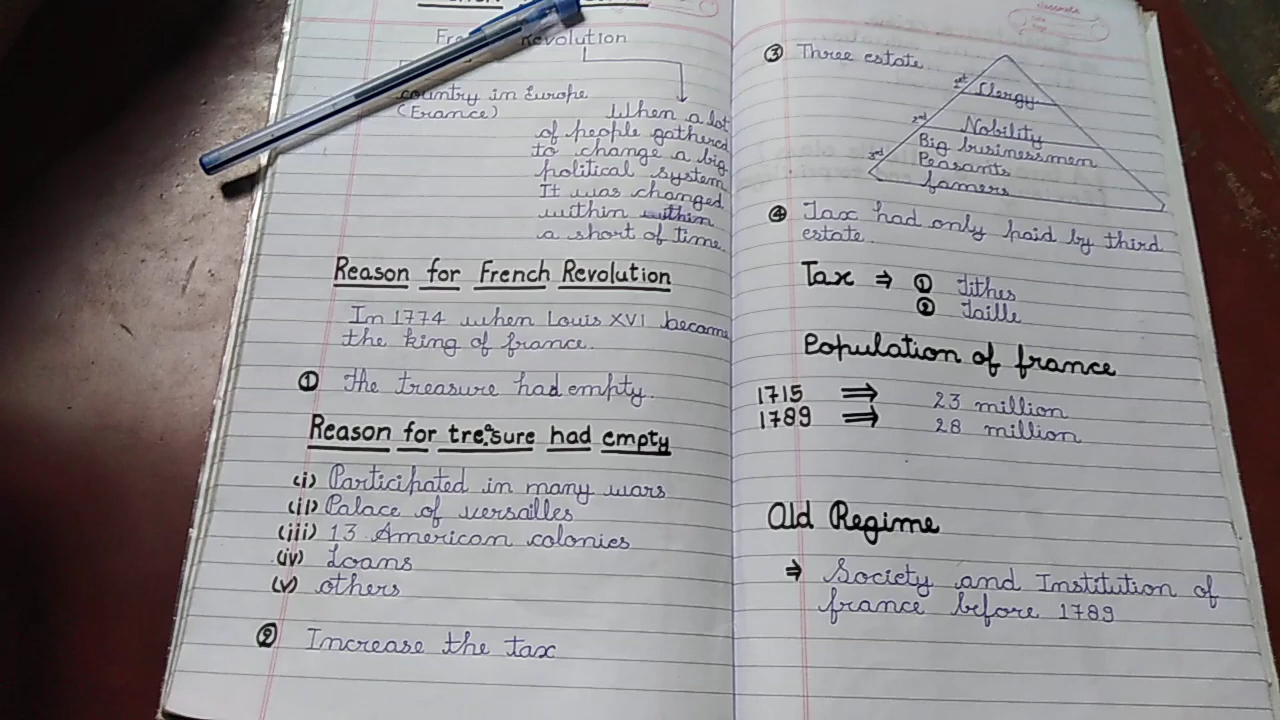 Revolution
country in Europe
(France)
When a lot
of people gathered
to change a big
political system
It was changed
within within
a short of time.
Reason for French Revolution
In 1774 when Louis XVI became
the king of france.
① The treasure had empty.
Reason for tresure had empty
(i) Participated in many wars
(ii) Palace of versailles
(iii) 13 American colonies
(iv) Loans
(v) others
② Increase the tax
classmate
③ Three estate
1st Clergy
2nd Nobility
Big businessmen
3rd Peasants
famers
④ Tax had only paid by third
estate.
Tax ⇒ ① Tithes
② Taille
Population of france
1715 ⇒ 23 million
1789 ⇒ 28 million
Old Regime
⇒ Society and Institution of
france before 1789